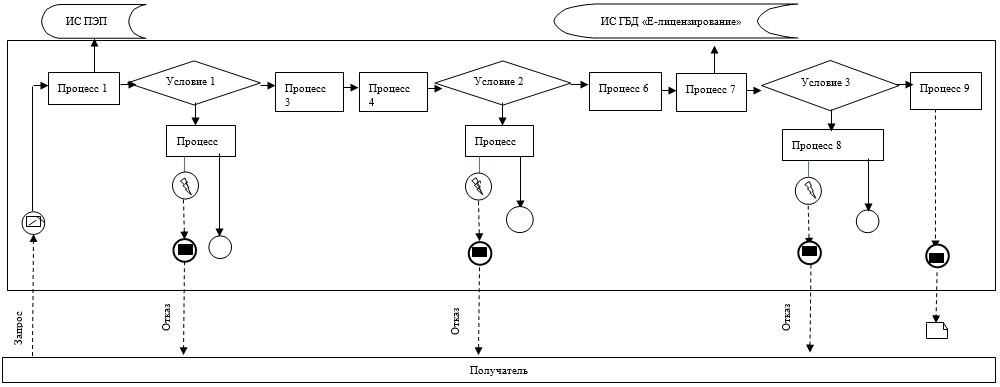 ИС ПЭП
ИС ГБД «Е-лицензирование»
Процесс 1
Условие 1
Процесс
3
Процесс
4
Условие 2
Процесс 6
Процесс 7
Условие 3
Процесс 9
Процесс
Процесс
Процесс 8
Запрос
Отказ
Отказ
Отказ
Получатель